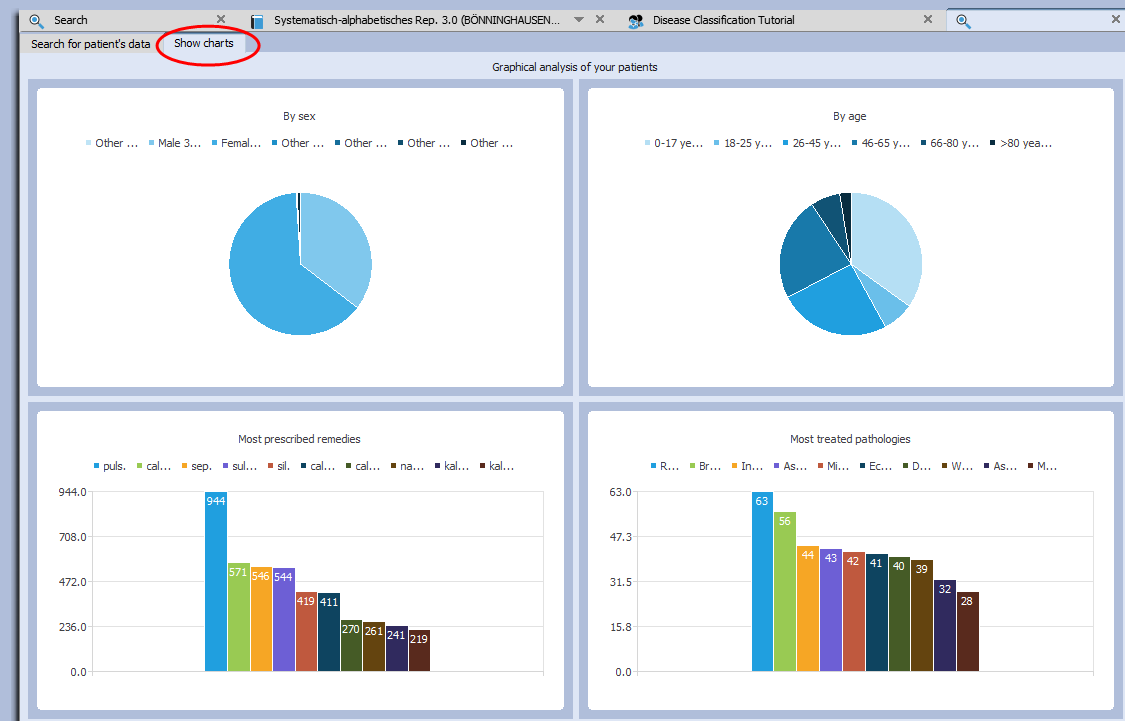 Search
Systematisch-alphabetisches Rep. 3.0 (BÖNNINGHAUSEN...
Disease Classification Tutorial
Search for patient's data
Show charts
Graphical analysis of your patients
By sex
Other ... Male 3... Femal... Other ... Other ... Other ... Other ...
By age
0-17 ye... 18-25 y... 26-45 y... 46-65 y... 66-80 y... >80 yea...
Most prescribed remedies
puls. cal... sep. sul... sil. cal... cal... na... kal... kal...
944.0
708.0
472.0
236.0
0.0
944 571 546 544 419 411 270 261 241 219
Most treated pathologies
R... Br... In... As... Mi... Ec... D... W... As... M...
63.0
47.3
31.5
15.8
0.0
63 56 44 43 42 41 40 39 32 28